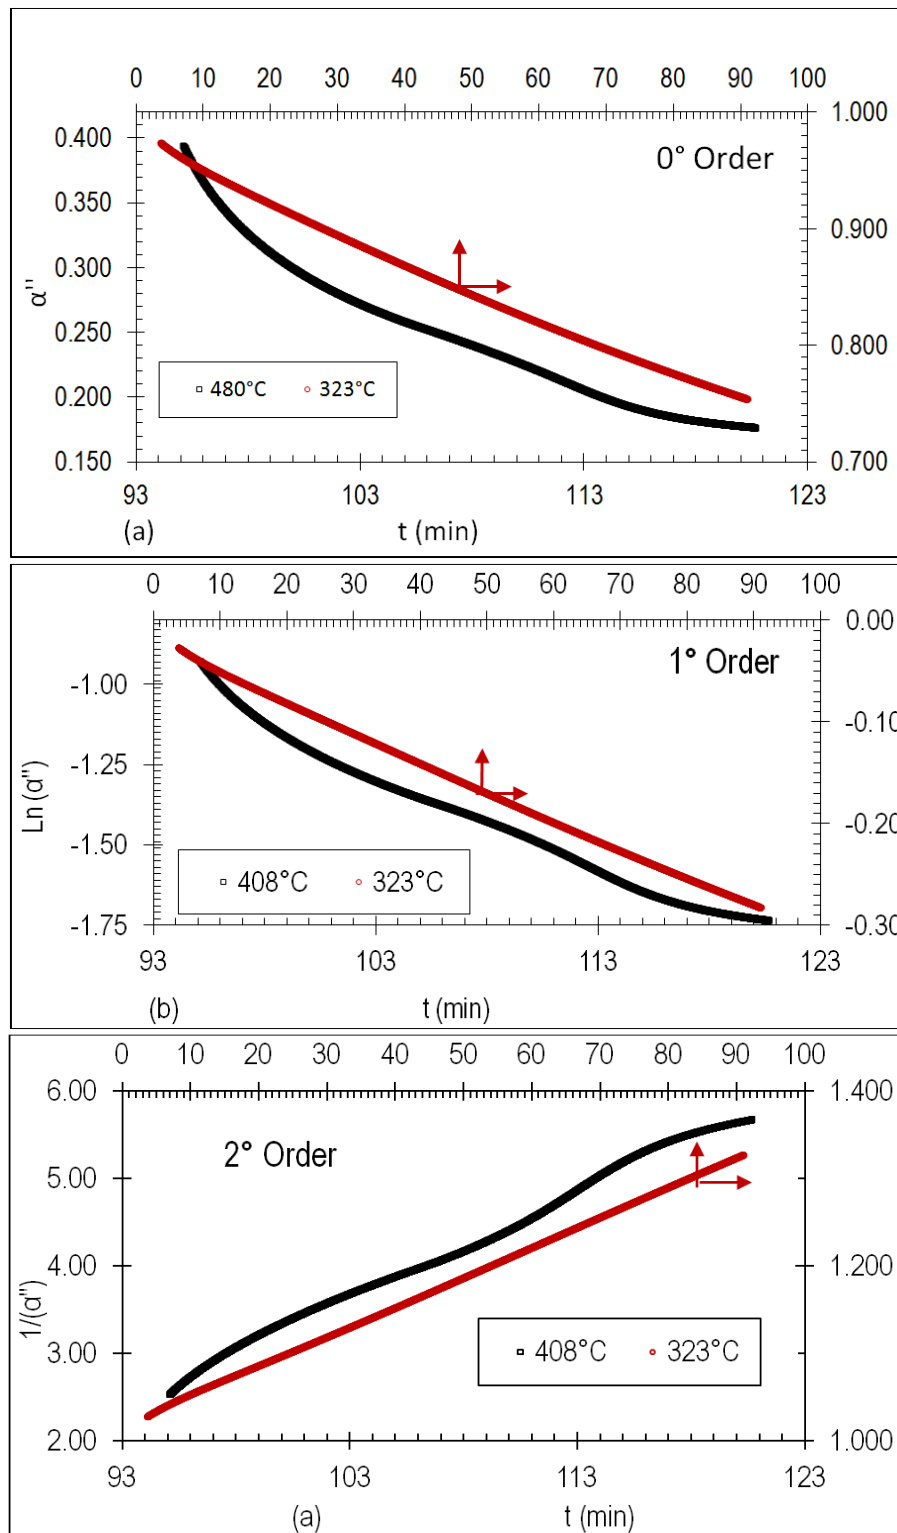 0 10 20 30 40 50 60 70 80 90 100
0.400 1.000
0° Order
0.350
0.900
0.300
α''
0.250
0.800
480°C 323°C
0.200
0.150 0.700
93 103 113 123
(a) t (min)
0 10 20 30 40 50 60 70 80 90 100
0.00
1° Order
-1.00
-0.10
-1.25
Ln (α'')
-0.20
-1.50
408°C 323°C
-1.75 -0.30
93 103 113 123
(b) t (min)
0 10 20 30 40 50 60 70 80 90 100
6.00 1.400
2° Order
5.00
4.00 1.200
1/(α'')
3.00 408°C 323°C
2.00 1.000
93 103 113 123
(a) t (min)